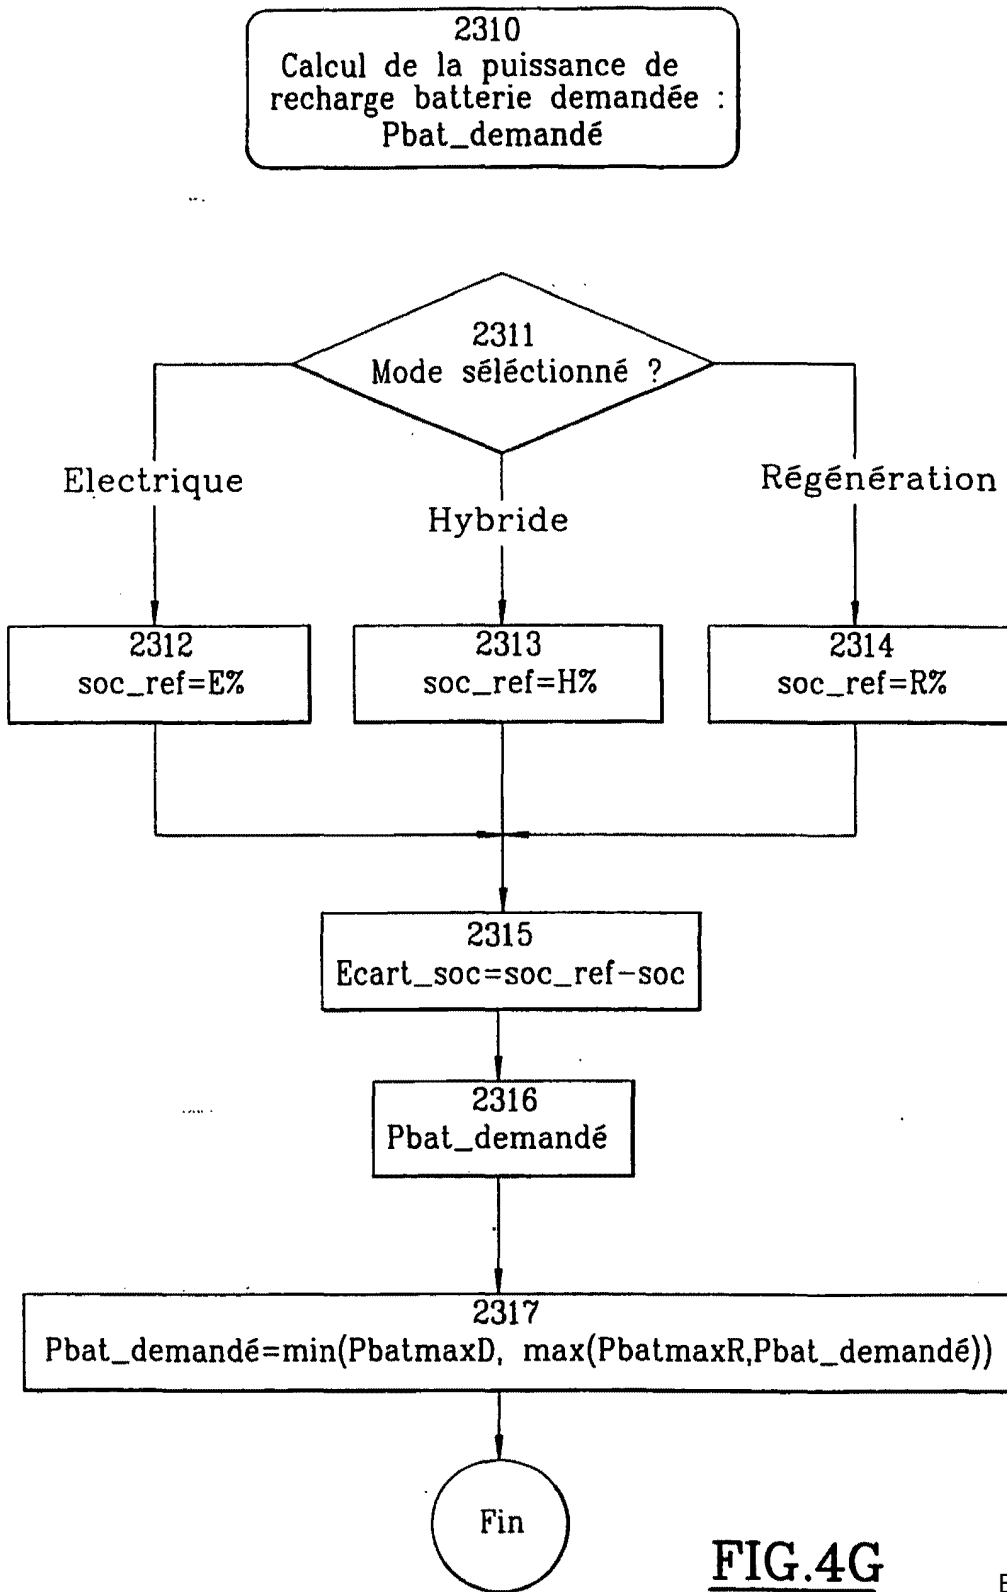 2310
Calcul de la puissance de
recharge batterie demandée :
Pbat_demandé
2311
Mode séléctionné ?
Electrique
Hybride
Régénération
2312
soc_ref=E%
2313
soc_ref=H%
2314
soc_ref=R%
2315
Ecart_soc=soc_ref-soc
2316
Pbat_demandé
2317
Pbat_demandé=min(PbatmaxD, max(PbatmaxR,Pbat_demandé))
Fin
FIG.4G